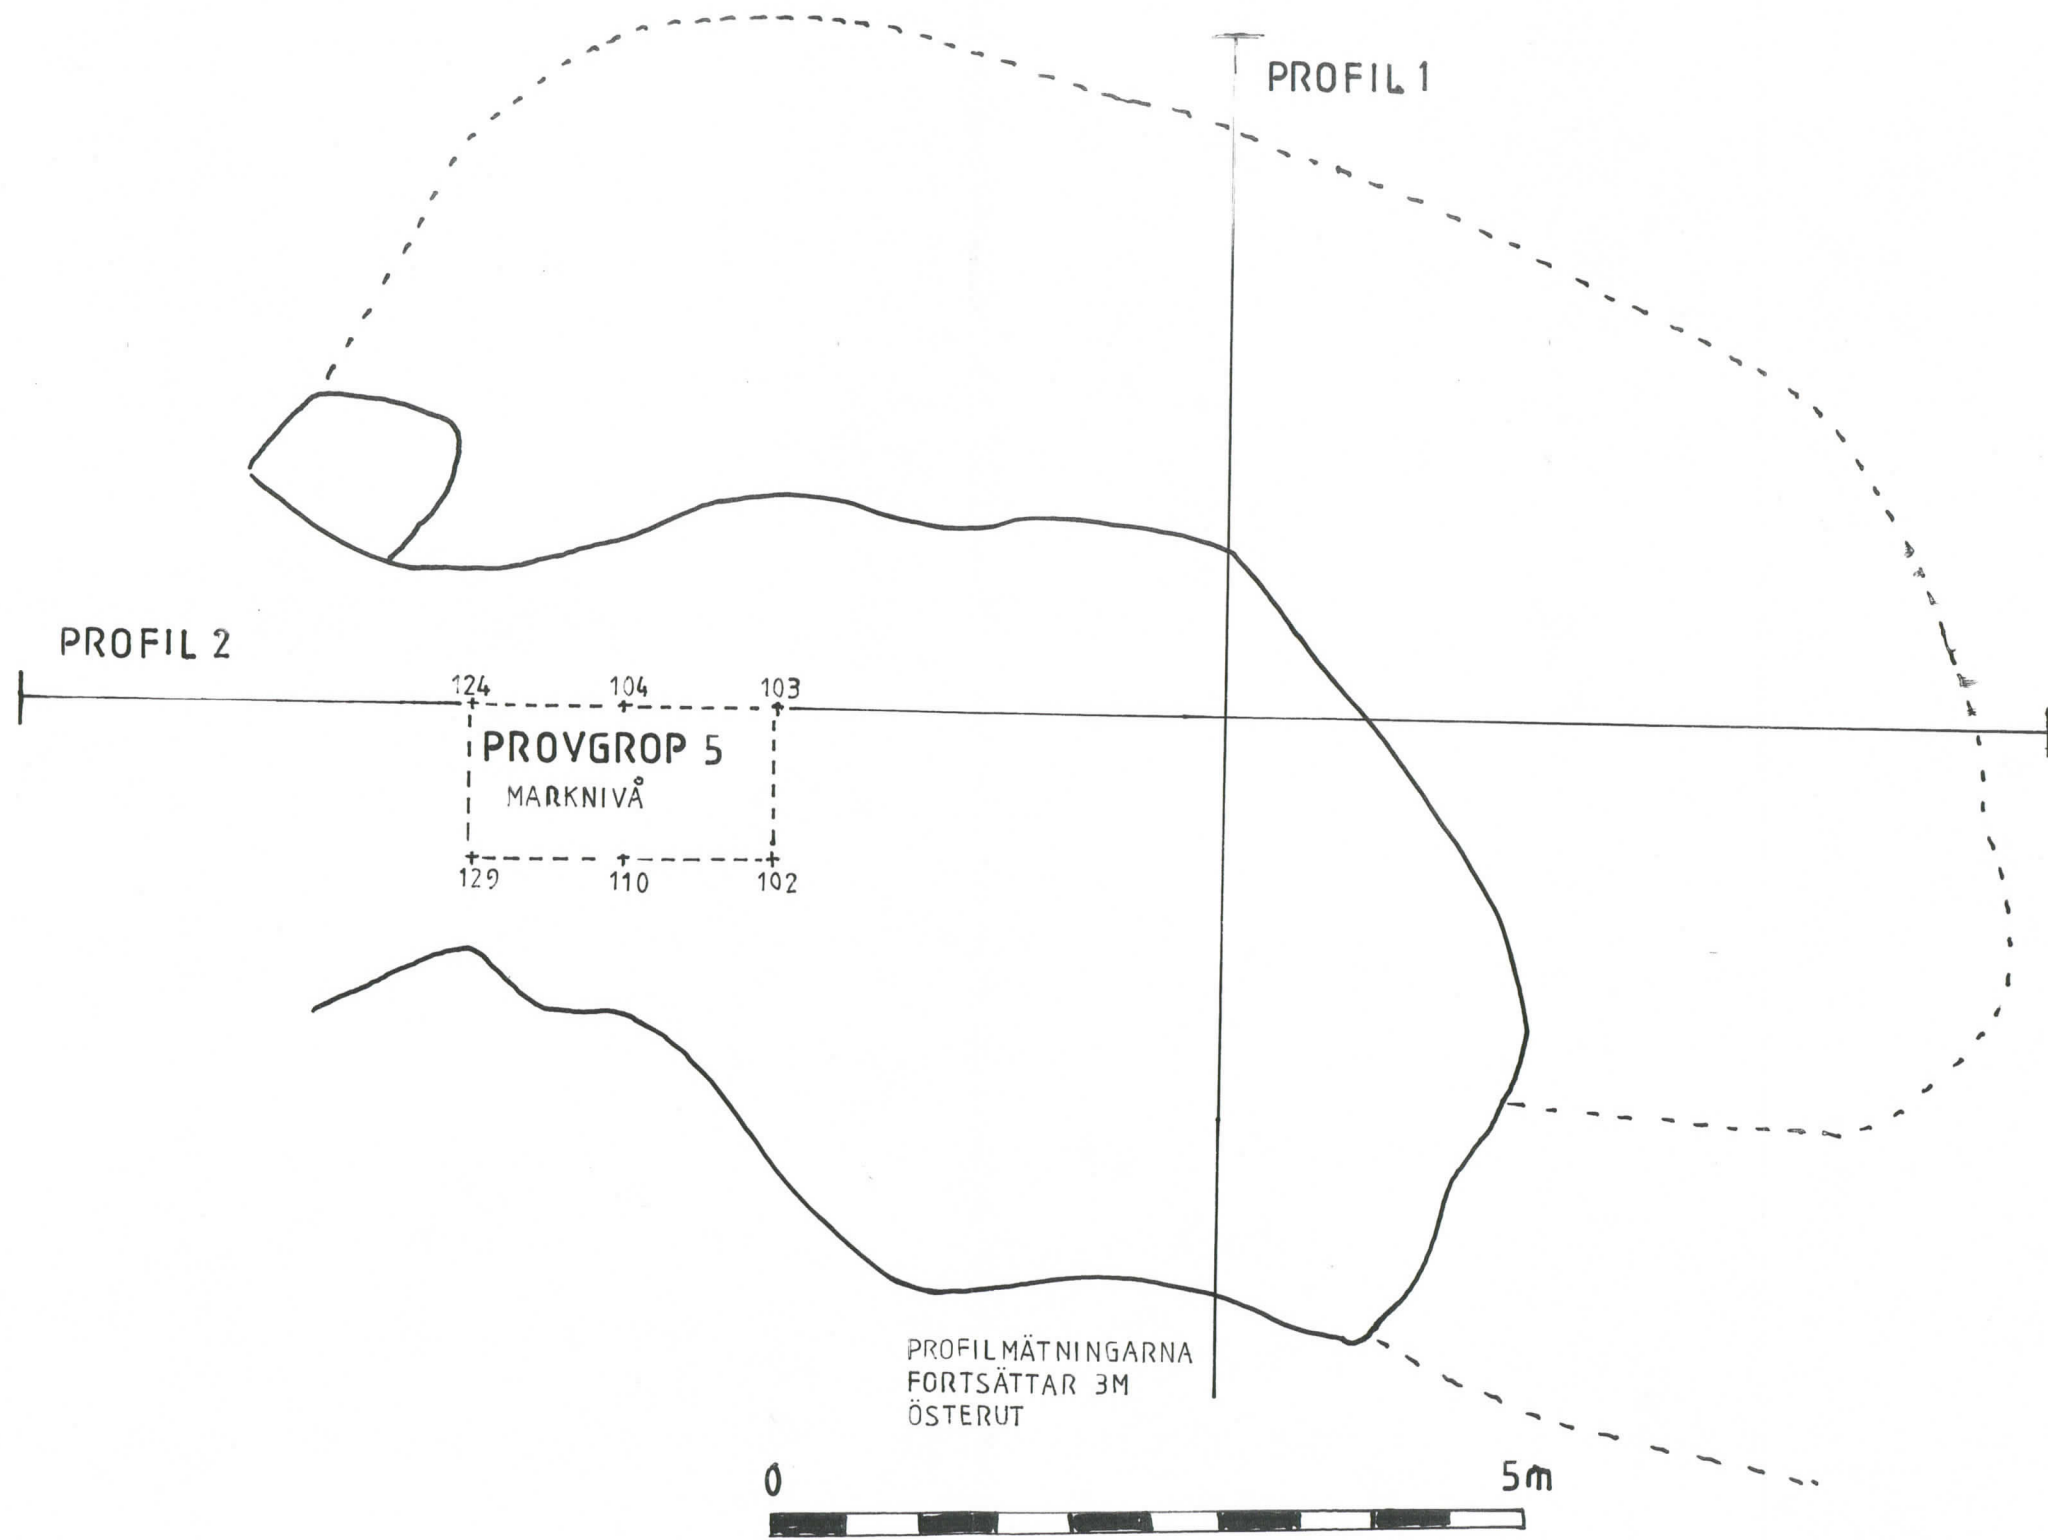 PROFIL 1
PROFIL 2
124 104 103
PROVGROP 5
MARKNIVÅ
129 110 102
PROFILMÄTNINGARNA
FORTSÄTTAR 3M
ÖSTERUT
0 5m